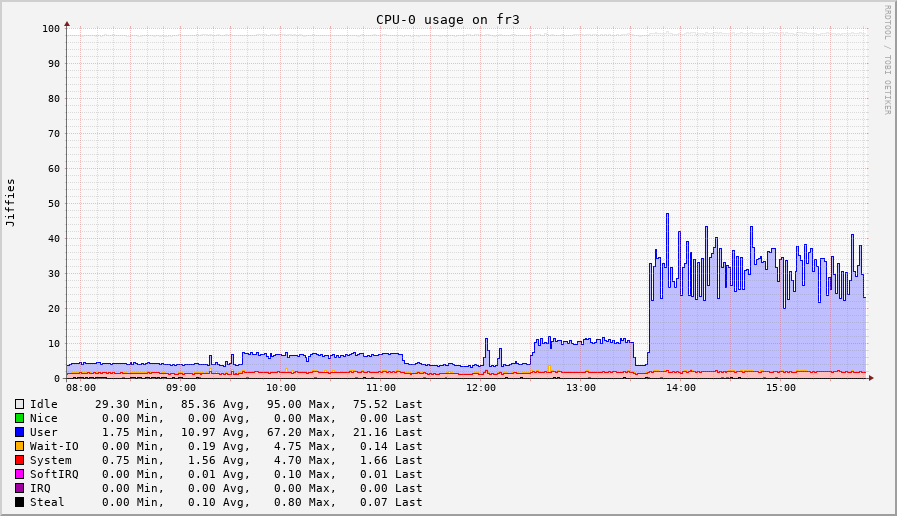 CPU-0 usage on fr3
RRDTOOL / TOBI OETIKER
Jiffies
100
90
80
70
60
50
40
30
20
10
0
08:00 09:00 10:00 11:00 12:00 13:00 14:00 15:00
Idle 29.30 Min, 85.36 Avg, 95.00 Max, 75.52 Last
Nice 0.00 Min, 0.00 Avg, 0.00 Max, 0.00 Last
User 1.75 Min, 10.97 Avg, 67.20 Max, 21.16 Last
Wait-IO 0.00 Min, 0.19 Avg, 4.75 Max, 0.14 Last
System 0.75 Min, 1.56 Avg, 4.70 Max, 1.66 Last
SoftIRQ 0.00 Min, 0.01 Avg, 0.10 Max, 0.01 Last
IRQ 0.00 Min, 0.00 Avg, 0.00 Max, 0.00 Last
Steal 0.00 Min, 0.10 Avg, 0.80 Max, 0.07 Last